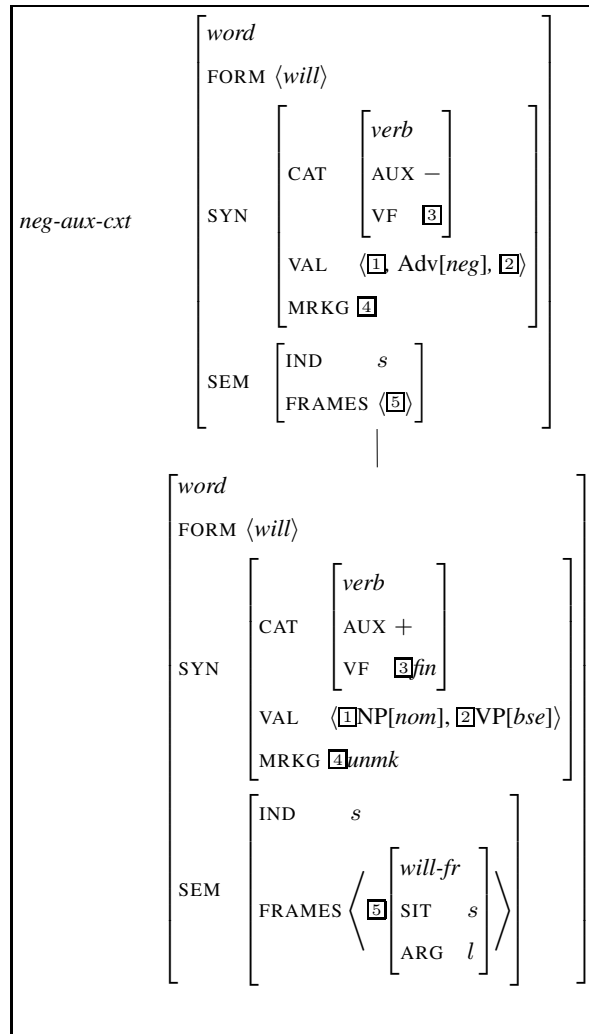 word
FORM ⟨will⟩
verb
CAT AUX −
VF 3
neg-aux-cxt SYN
VAL ⟨1, Adv[neg], 2⟩
MRKG 4
IND s
SEM
FRAMES ⟨5⟩
word
FORM ⟨will⟩
verb
CAT AUX +
VF 3fin
SYN
VAL ⟨1NP[nom], 2VP[bse]⟩
MRKG 4unmk
IND s
will-fr
SEM
FRAMES ⟨5 SIT s⟩
ARG l